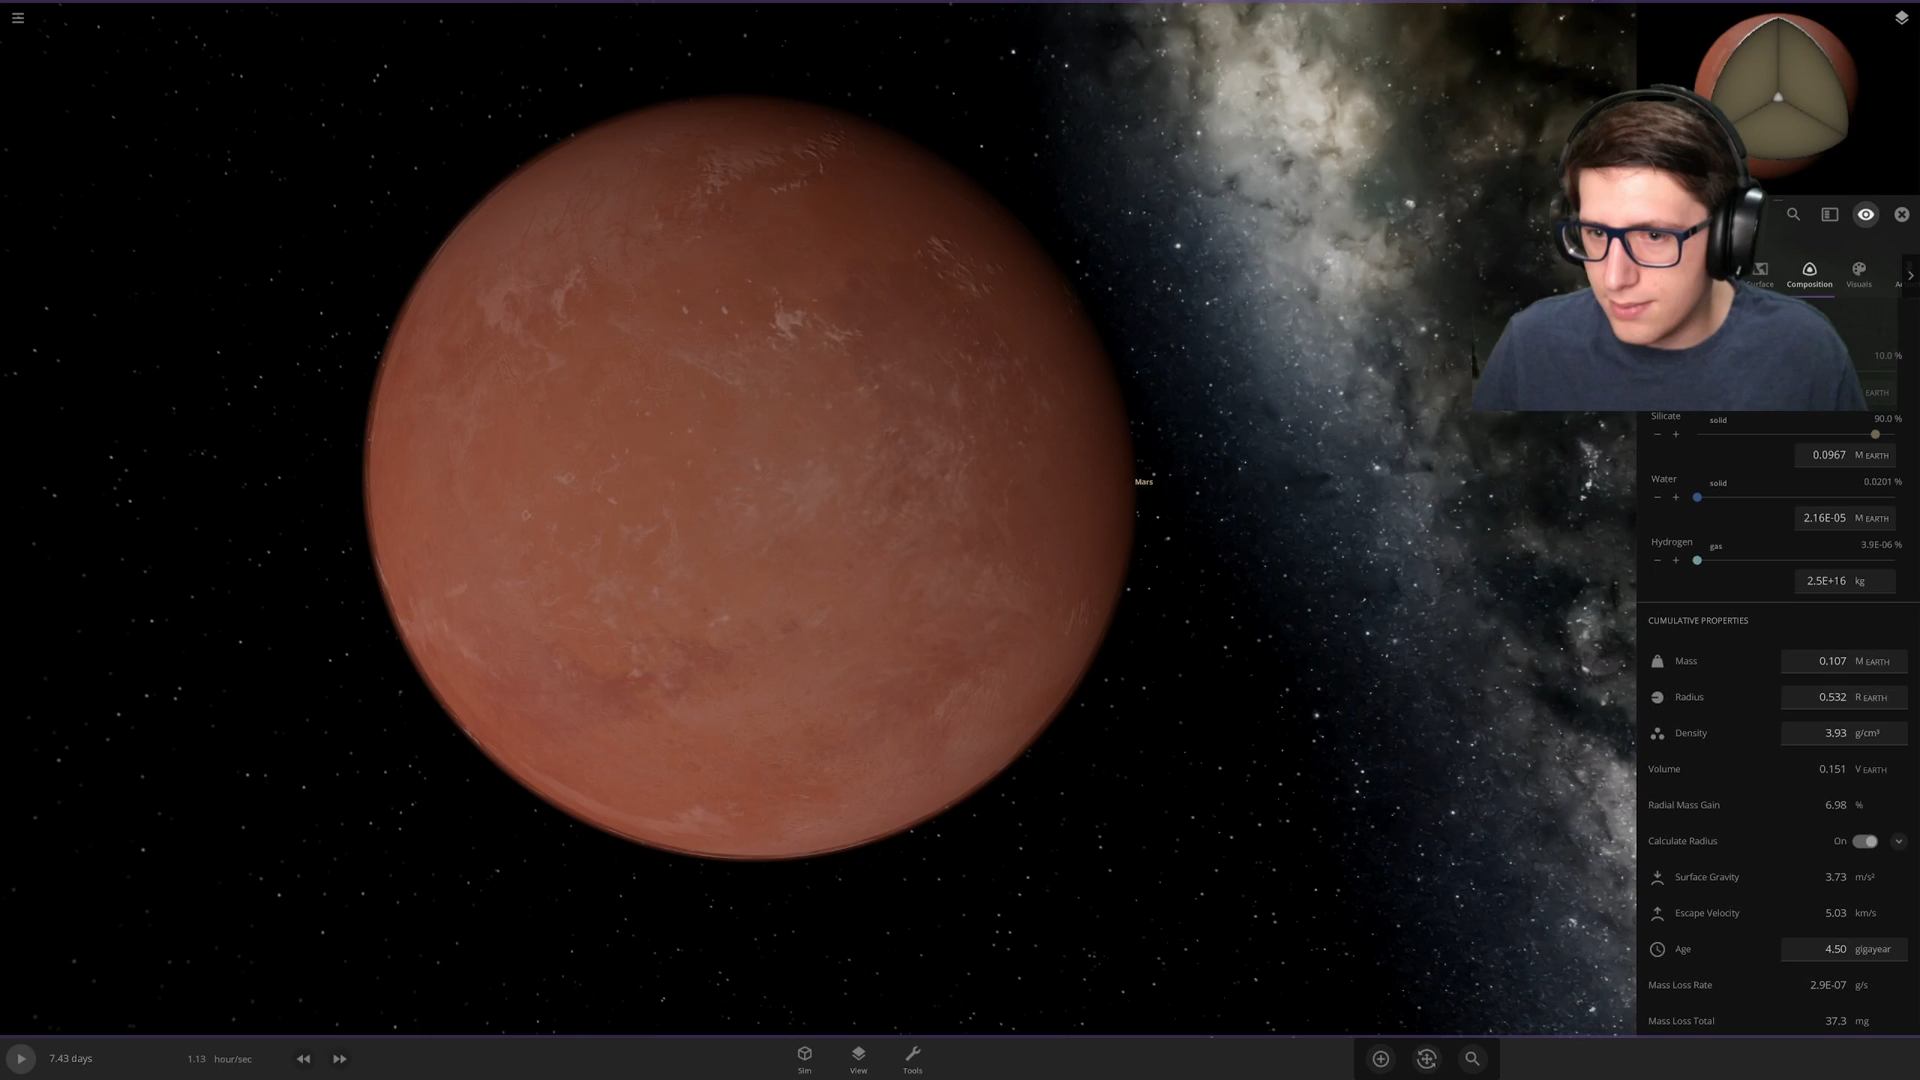 Surface
Composition
Visuals
10.0 %
EARTH
Silicate solid 90.0 %
− +
0.0967 M EARTH
Water solid 0.0201 %
− +
2.16E-05 M EARTH
Hydrogen gas 3.9E-06 %
− +
2.5E+16 kg
CUMULATIVE PROPERTIES
Mass 0.107 M EARTH
Mars
Radius 0.532 R EARTH
Density 3.93 g/cm³
Volume 0.151 V EARTH
Radial Mass Gain 6.98 %
Calculate Radius On
Surface Gravity 3.73 m/s²
Escape Velocity 5.03 km/s
Age 4.50 gigayear
Mass Loss Rate 2.9E-07 g/s
Mass Loss Total 37.3 mg
7.43 days
1.13 hour/sec
Sim
View
Tools